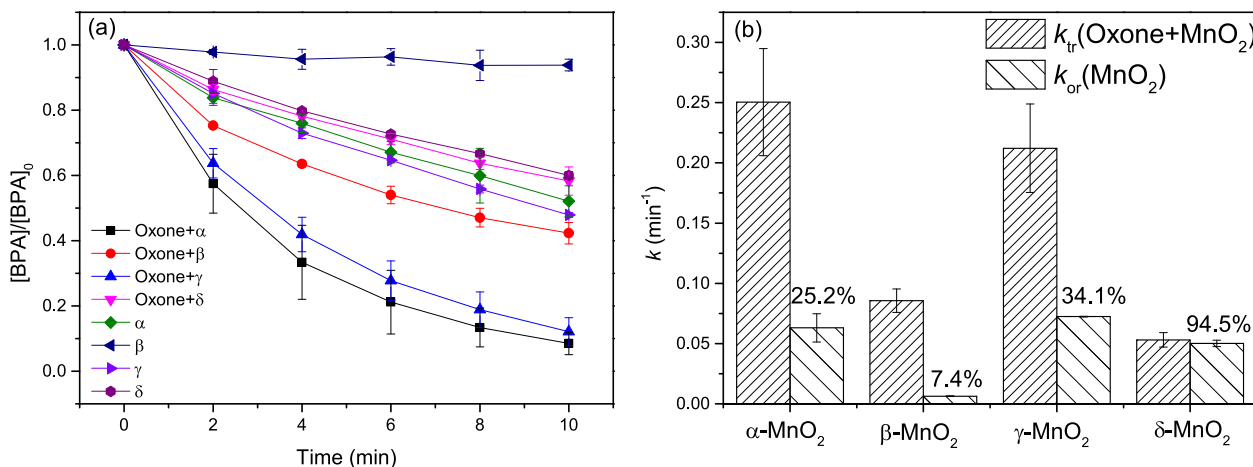 (a)
1.0
0.8
0.6
0.4
0.2
0.0
[BPA]/[BPA]₀
Oxone+α
Oxone+β
Oxone+γ
Oxone+δ
α
β
γ
δ
0 2 4 6 8 10
Time (min)
(b)
k_tr(Oxone+MnO₂)
k_or(MnO₂)
0.30
0.25
0.20
0.15
0.10
0.05
0.00
k (min⁻¹)
25.2%
7.4%
34.1%
94.5%
α-MnO₂ β-MnO₂ γ-MnO₂ δ-MnO₂